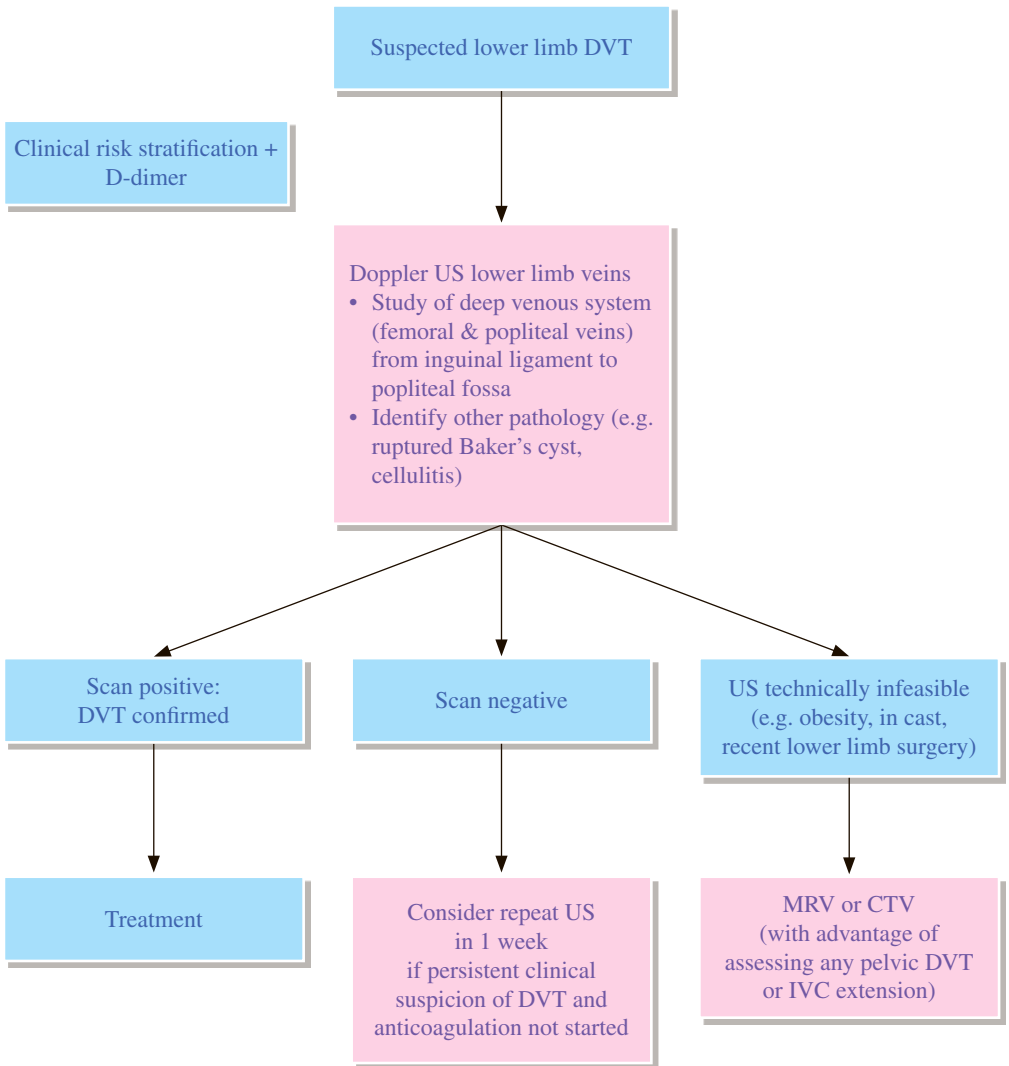 Suspected lower limb DVT
Clinical risk stratification +
D-dimer
Doppler US lower limb veins
• Study of deep venous system
(femoral & popliteal veins)
from inguinal ligament to
popliteal fossa
• Identify other pathology (e.g.
ruptured Baker’s cyst,
cellulitis)
Scan positive:
DVT confirmed
Scan negative
US technically infeasible
(e.g. obesity, in cast,
recent lower limb surgery)
Treatment
Consider repeat US
in 1 week
if persistent clinical
suspicion of DVT and
anticoagulation not started
MRV or CTV
(with advantage of
assessing any pelvic DVT
or IVC extension)